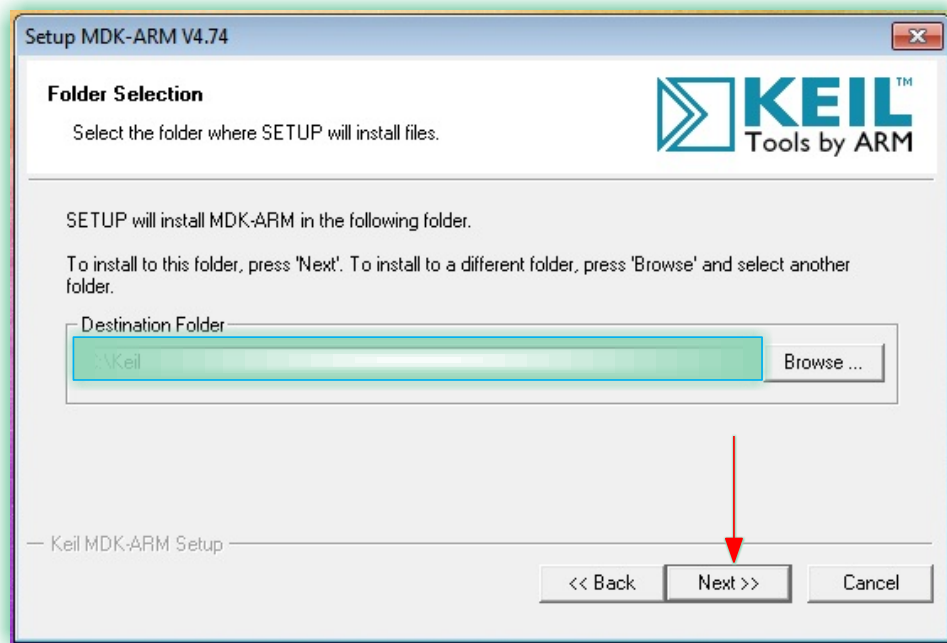 Setup MDK-ARM V4.74
Folder Selection
Select the folder where SETUP will install files.
KEIL™
Tools by ARM
SETUP will install MDK-ARM in the following folder.
To install to this folder, press 'Next'. To install to a different folder, press 'Browse' and select another
folder.
Destination Folder
:\Keil
Browse ...
Keil MDK-ARM Setup
<< Back
Next >>
Cancel